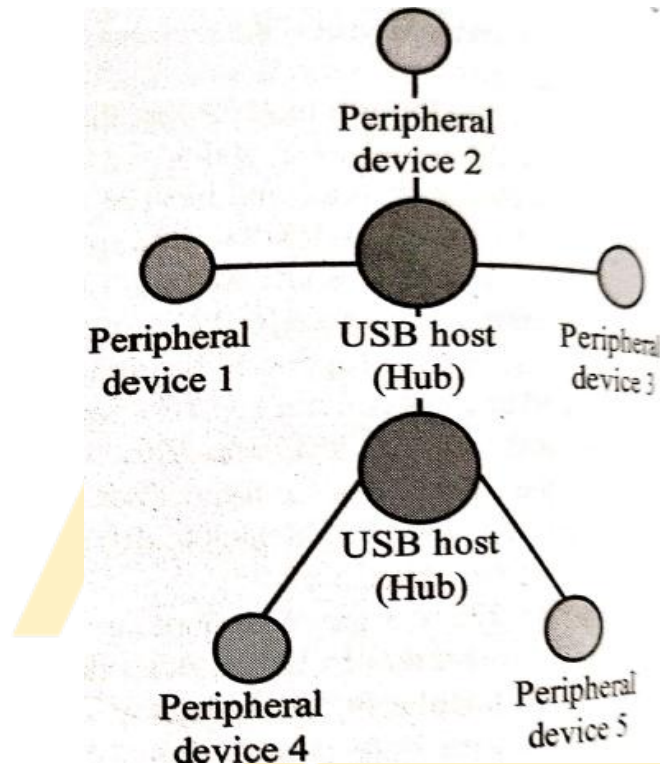 Peripheral
device 2
Peripheral
device 1
USB host
(Hub)
Peripheral
device 3
USB host
(Hub)
Peripheral
device 4
Peripheral
device 5